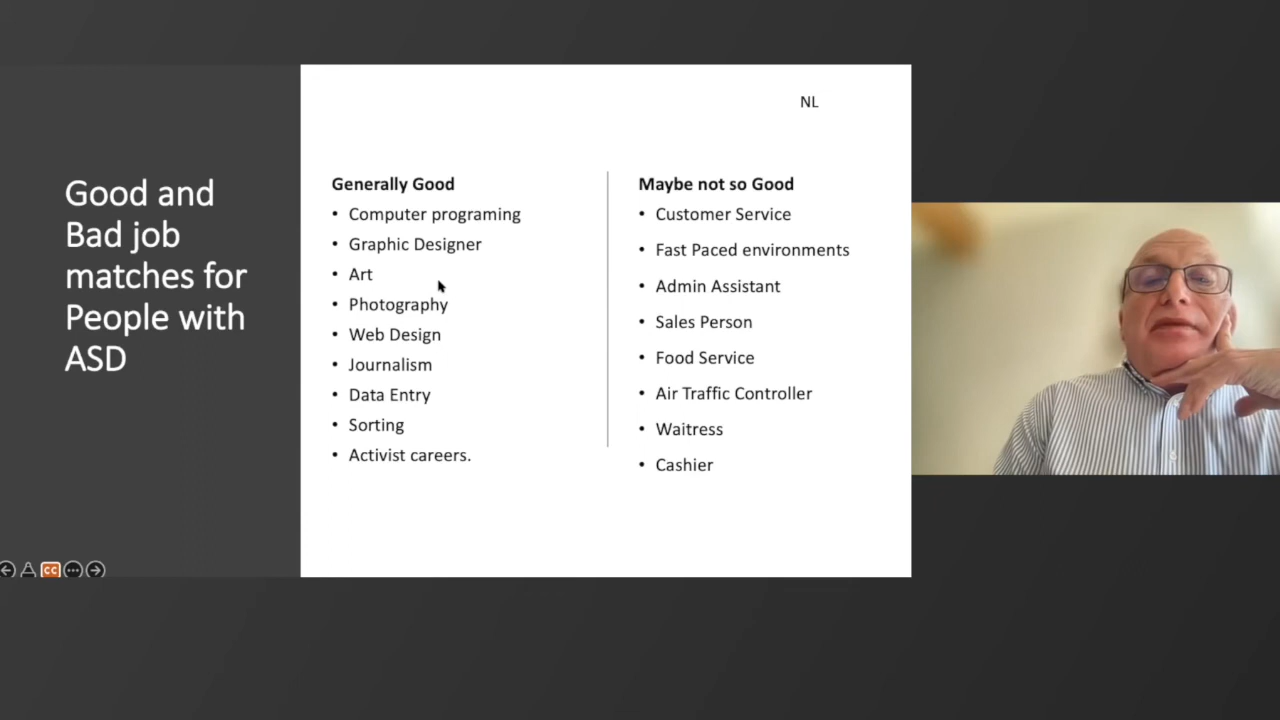 Good and
Bad job
matches for
People with
ASD
NL
Generally Good
• Computer programing
• Graphic Designer
• Art
• Photography
• Web Design
• Journalism
• Data Entry
• Sorting
• Activist careers.
Maybe not so Good
• Customer Service
• Fast Paced environments
• Admin Assistant
• Sales Person
• Food Service
• Air Traffic Controller
• Waitress
• Cashier
CC